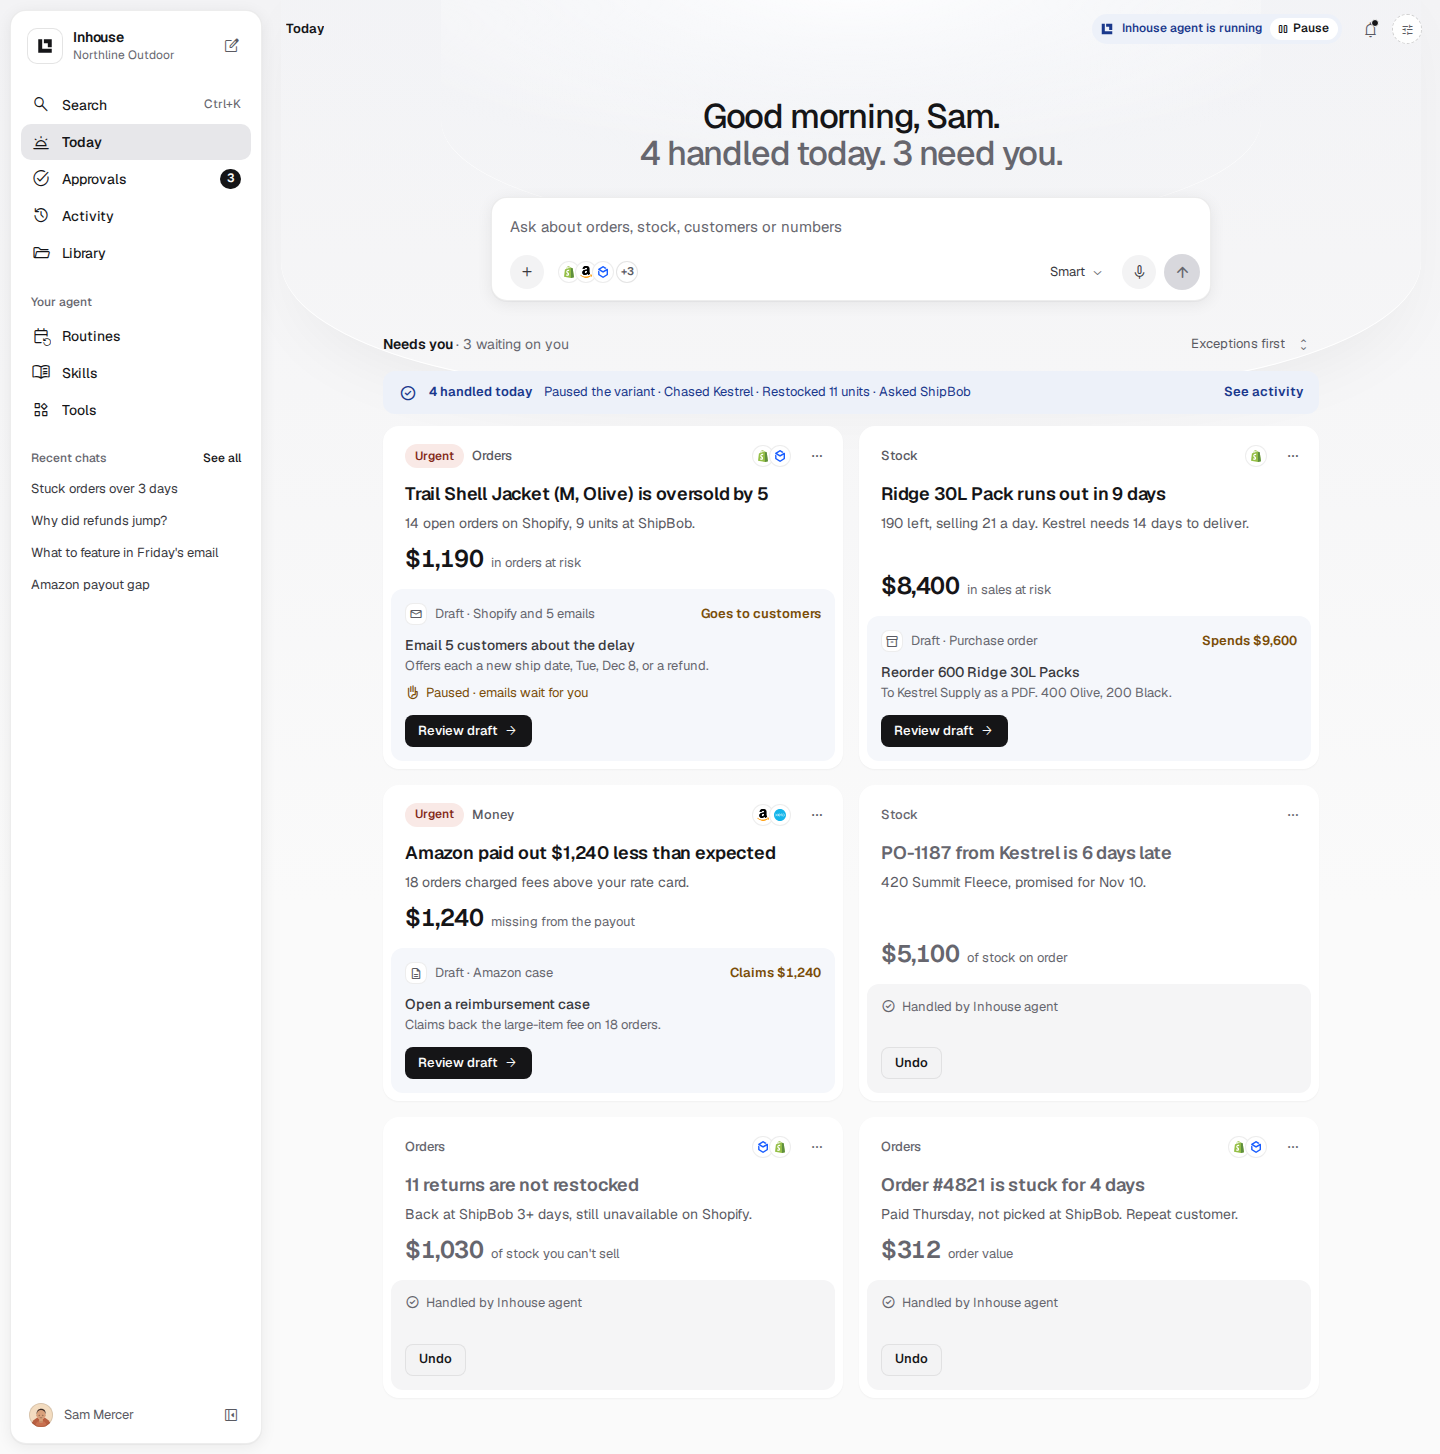 Inhouse
Northline Outdoor
Search Ctrl+K
Today
Approvals 3
Activity
Library
Your agent
Routines
Skills
Tools
Recent chats See all
Stuck orders over 3 days
Why did refunds jump?
What to feature in Friday's email
Amazon payout gap
Sam Mercer
Today
Inhouse agent is running Pause
Good morning, Sam.
4 handled today. 3 need you.
Ask about orders, stock, customers or numbers
+3 Smart
Needs you · 3 waiting on you Exceptions first
4 handled today Paused the variant · Chased Kestrel · Restocked 11 units · Asked ShipBob See activity
Urgent Orders
Trail Shell Jacket (M, Olive) is oversold by 5
14 open orders on Shopify, 9 units at ShipBob.
$1,190 in orders at risk
Draft · Shopify and 5 emails Goes to customers
Email 5 customers about the delay
Offers each a new ship date, Tue, Dec 8, or a refund.
Paused · emails wait for you
Review draft
Stock
Ridge 30L Pack runs out in 9 days
190 left, selling 21 a day. Kestrel needs 14 days to deliver.
$8,400 in sales at risk
Draft · Purchase order Spends $9,600
Reorder 600 Ridge 30L Packs
To Kestrel Supply as a PDF. 400 Olive, 200 Black.
Review draft
Urgent Money
Amazon paid out $1,240 less than expected
18 orders charged fees above your rate card.
$1,240 missing from the payout
Draft · Amazon case Claims $1,240
Open a reimbursement case
Claims back the large-item fee on 18 orders.
Review draft
Stock
PO-1187 from Kestrel is 6 days late
420 Summit Fleece, promised for Nov 10.
$5,100 of stock on order
Handled by Inhouse agent
Undo
Orders
11 returns are not restocked
Back at ShipBob 3+ days, still unavailable on Shopify.
$1,030 of stock you can't sell
Handled by Inhouse agent
Undo
Orders
Order #4821 is stuck for 4 days
Paid Thursday, not picked at ShipBob. Repeat customer.
$312 order value
Handled by Inhouse agent
Undo